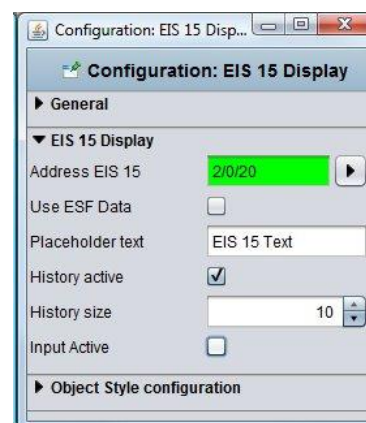 Configuration: EIS 15 Disp...
Configuration: EIS 15 Display
General
EIS 15 Display
Address EIS 15 2/0/20
Use ESF Data
Placeholder text EIS 15 Text
History active
History size 10
Input Active
Object Style configuration